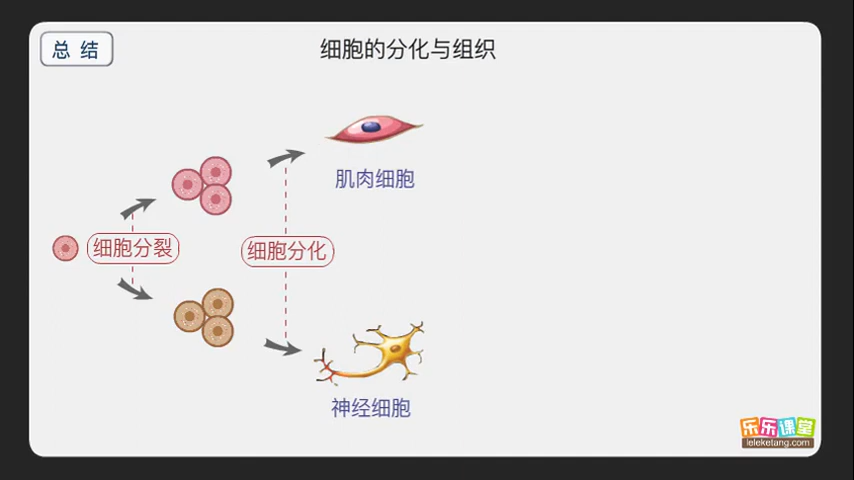 总 结
细胞的分化与组织
肌肉细胞
细胞分裂
细胞分化
神经细胞
乐乐课堂
leleketang.com